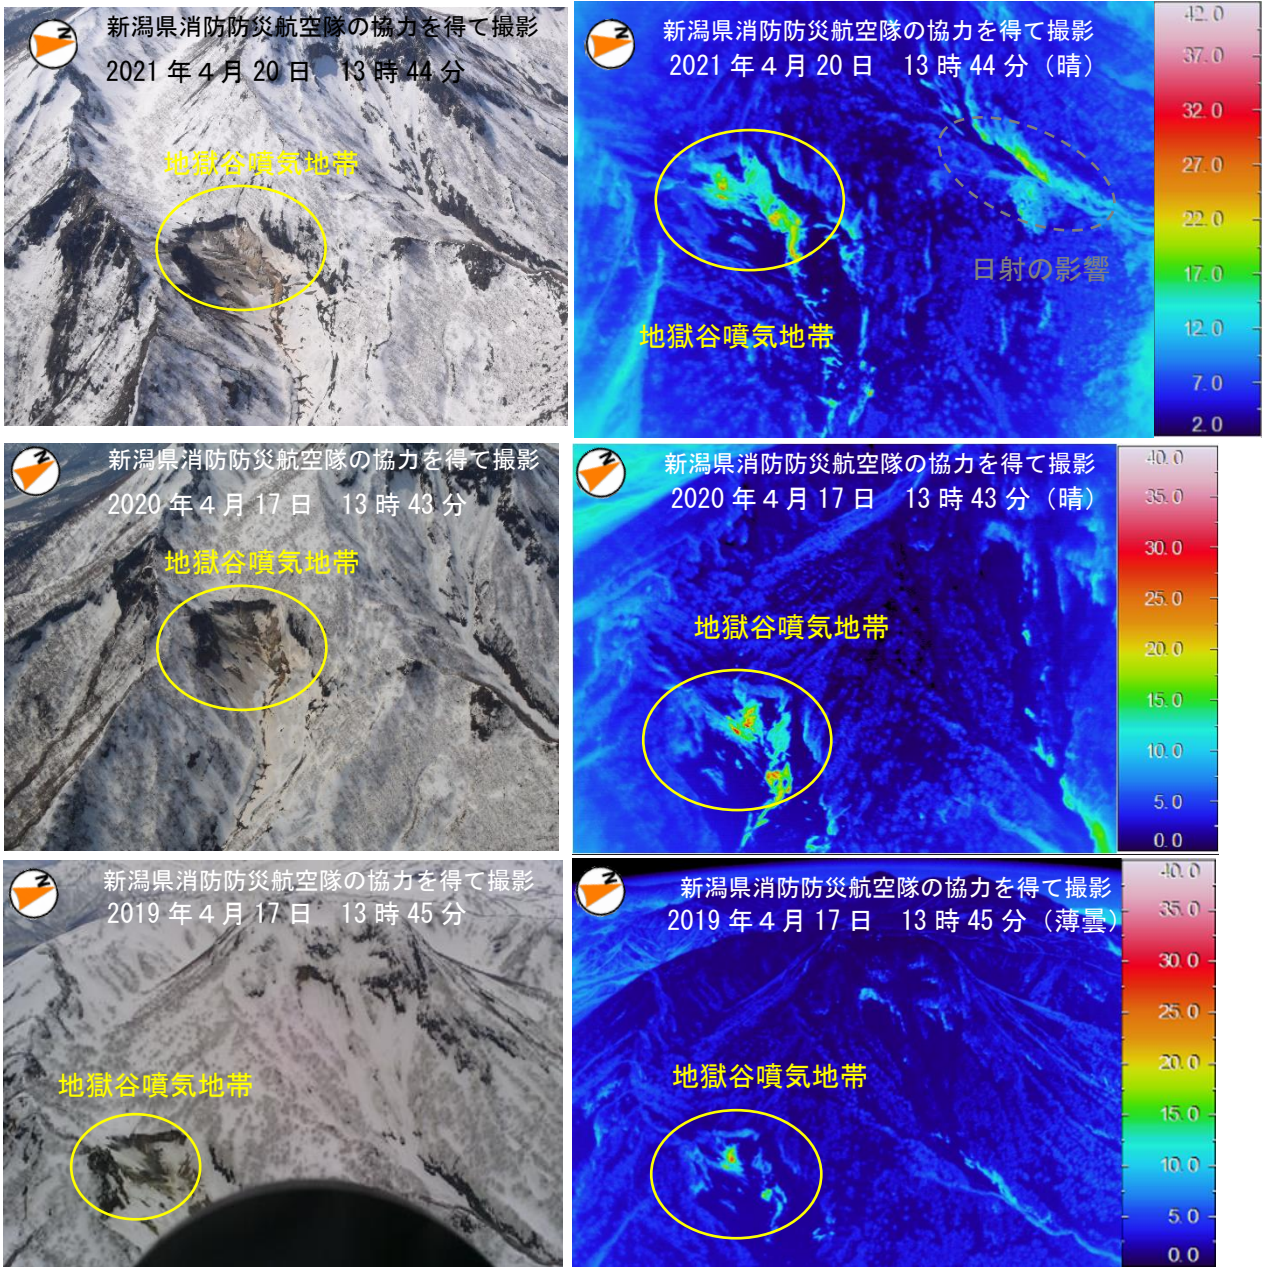 新潟県消防防災航空隊の協力を得て撮影
2021年4月20日 13時44分
地獄谷噴気地帯
N
新潟県消防防災航空隊の協力を得て撮影
2021年4月20日 13時44分（晴）
地獄谷噴気地帯
日射の影響
N
42.0
37.0
32.0
27.0
22.0
17.0
12.0
7.0
2.0
新潟県消防防災航空隊の協力を得て撮影
2020年4月17日 13時43分
地獄谷噴気地帯
N
新潟県消防防災航空隊の協力を得て撮影
2020年4月17日 13時43分（晴）
地獄谷噴気地帯
N
40.0
35.0
30.0
25.0
20.0
15.0
10.0
5.0
0.0
新潟県消防防災航空隊の協力を得て撮影
2019年4月17日 13時45分
地獄谷噴気地帯
N
新潟県消防防災航空隊の協力を得て撮影
2019年4月17日 13時45分（薄曇）
地獄谷噴気地帯
N
40.0
35.0
30.0
25.0
20.0
15.0
10.0
5.0
0.0